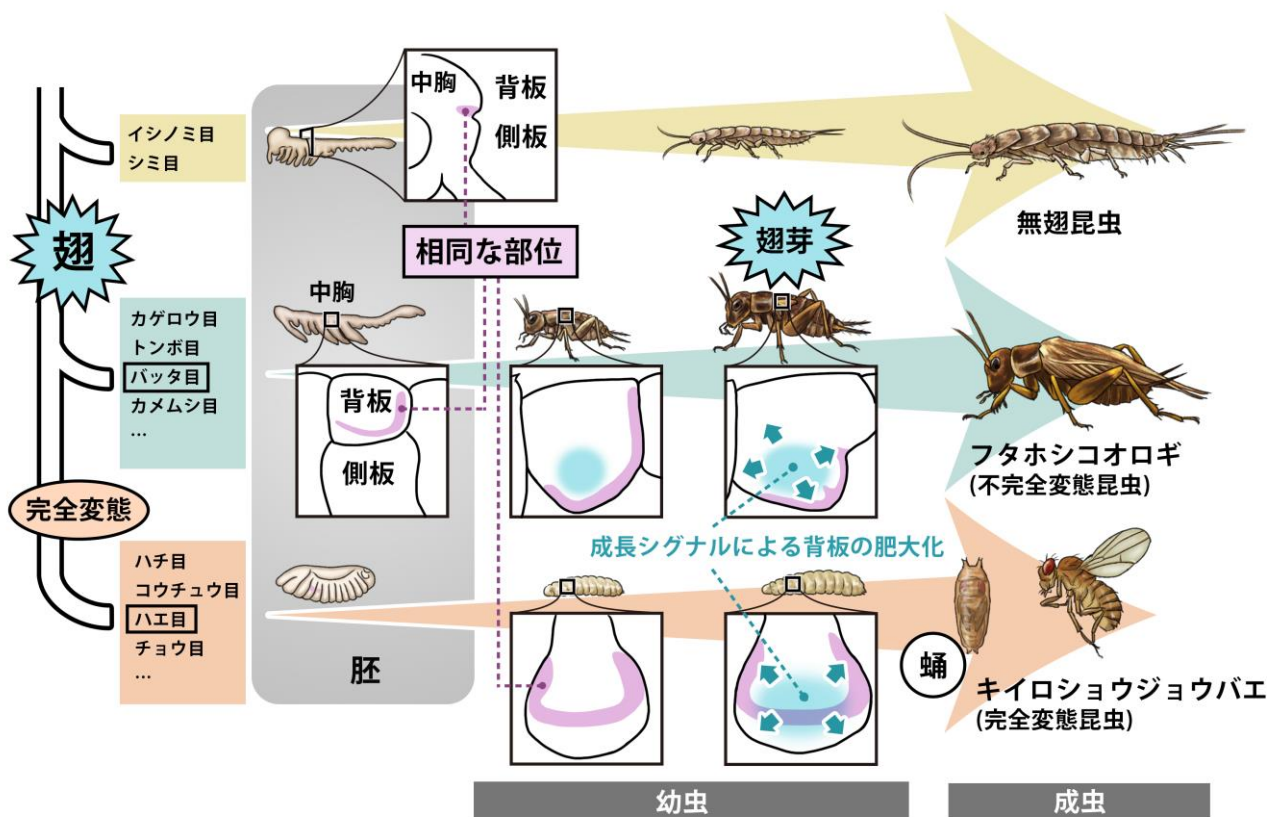 中胸
背板
側板
イシノミ目
シミ目
無翅昆虫
翅
相同な部位
翅芽
中胸
カゲロウ目
トンボ目
バッタ目
カメムシ目
...
背板
側板
フタホシコオロギ
(不完全変態昆虫)
完全変態
成長シグナルによる背板の肥大化
ハチ目
コウチュウ目
ハエ目
チョウ目
...
胚
蛹
キイロショウジョウバエ
(完全変態昆虫)
幼虫
成虫